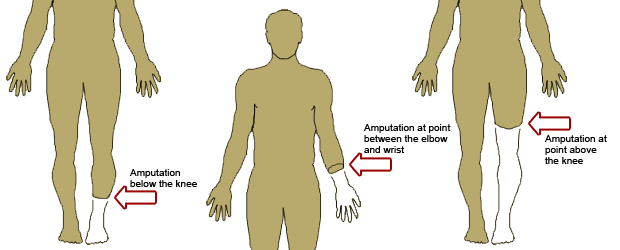 Amputation
below the knee
Amputation at point
between the elbow
and wrist
Amputation at
point above
the knee